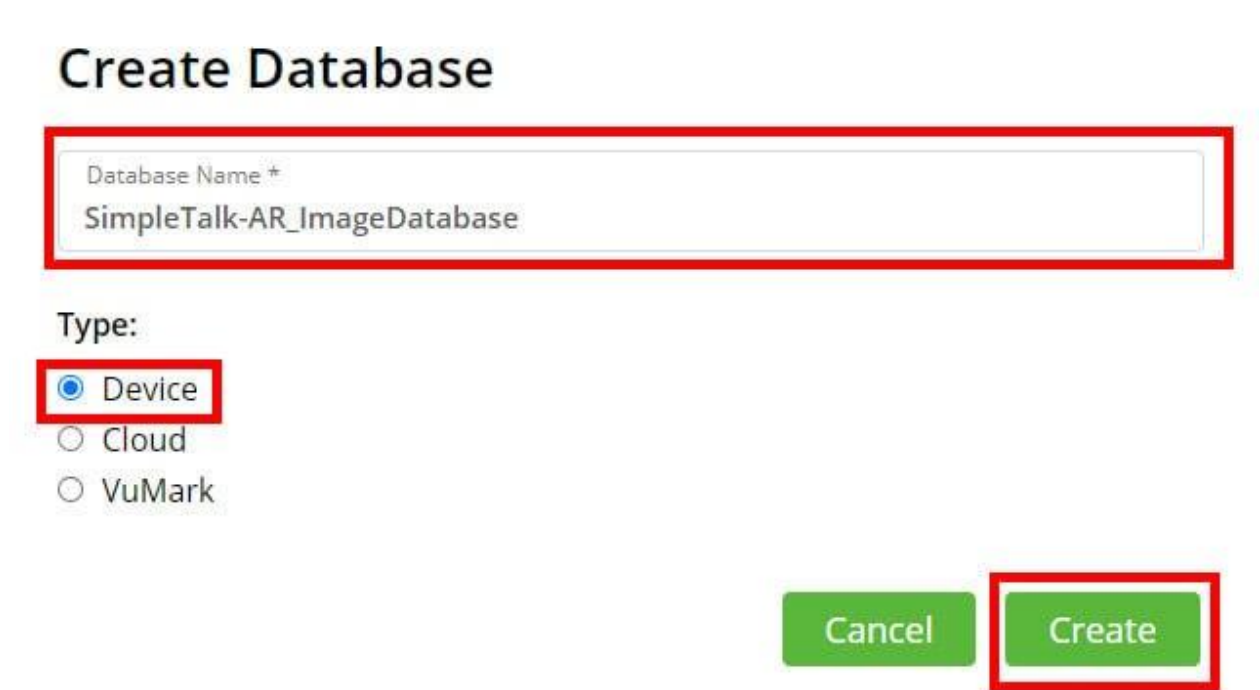 Create Database
Database Name *
SimpleTalk-AR_ImageDatabase
Type:
Device
Cloud
VuMark
Cancel
Create